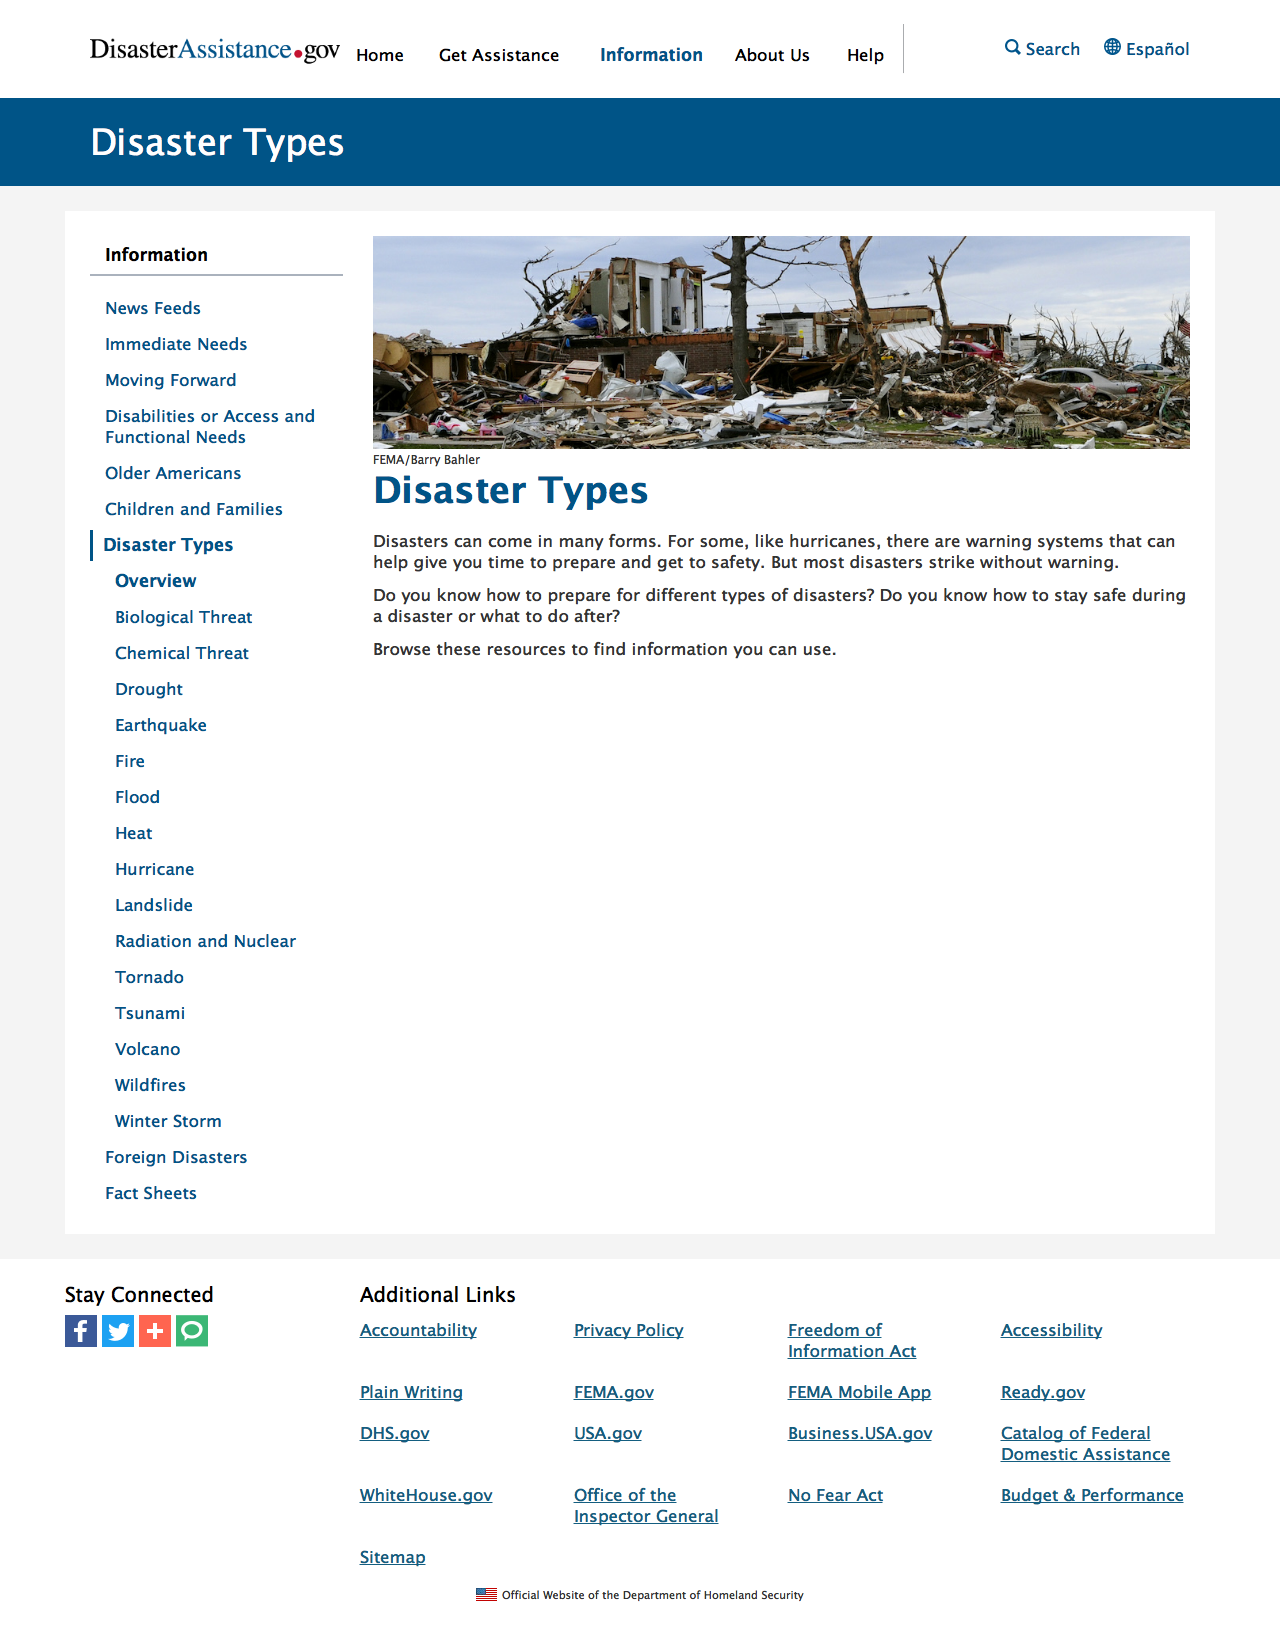 DisasterAssistance.gov
Home
Get Assistance
Information
About Us
Help
Search
Español
Disaster Types
Information
News Feeds
Immediate Needs
Moving Forward
Disabilities or Access and
Functional Needs
Older Americans
Children and Families
Disaster Types
Overview
Biological Threat
Chemical Threat
Drought
Earthquake
Fire
Flood
Heat
Hurricane
Landslide
Radiation and Nuclear
Tornado
Tsunami
Volcano
Wildfires
Winter Storm
Foreign Disasters
Fact Sheets
FEMA/Barry Bahler
Disaster Types
Disasters can come in many forms. For some, like hurricanes, there are warning systems that can
help give you time to prepare and get to safety. But most disasters strike without warning.
Do you know how to prepare for different types of disasters? Do you know how to stay safe during
a disaster or what to do after?
Browse these resources to find information you can use.
Stay Connected
Additional Links
Accountability
Privacy Policy
Freedom of
Information Act
Accessibility
Plain Writing
FEMA.gov
FEMA Mobile App
Ready.gov
DHS.gov
USA.gov
Business.USA.gov
Catalog of Federal
Domestic Assistance
WhiteHouse.gov
Office of the
Inspector General
No Fear Act
Budget & Performance
Sitemap
Official Website of the Department of Homeland Security